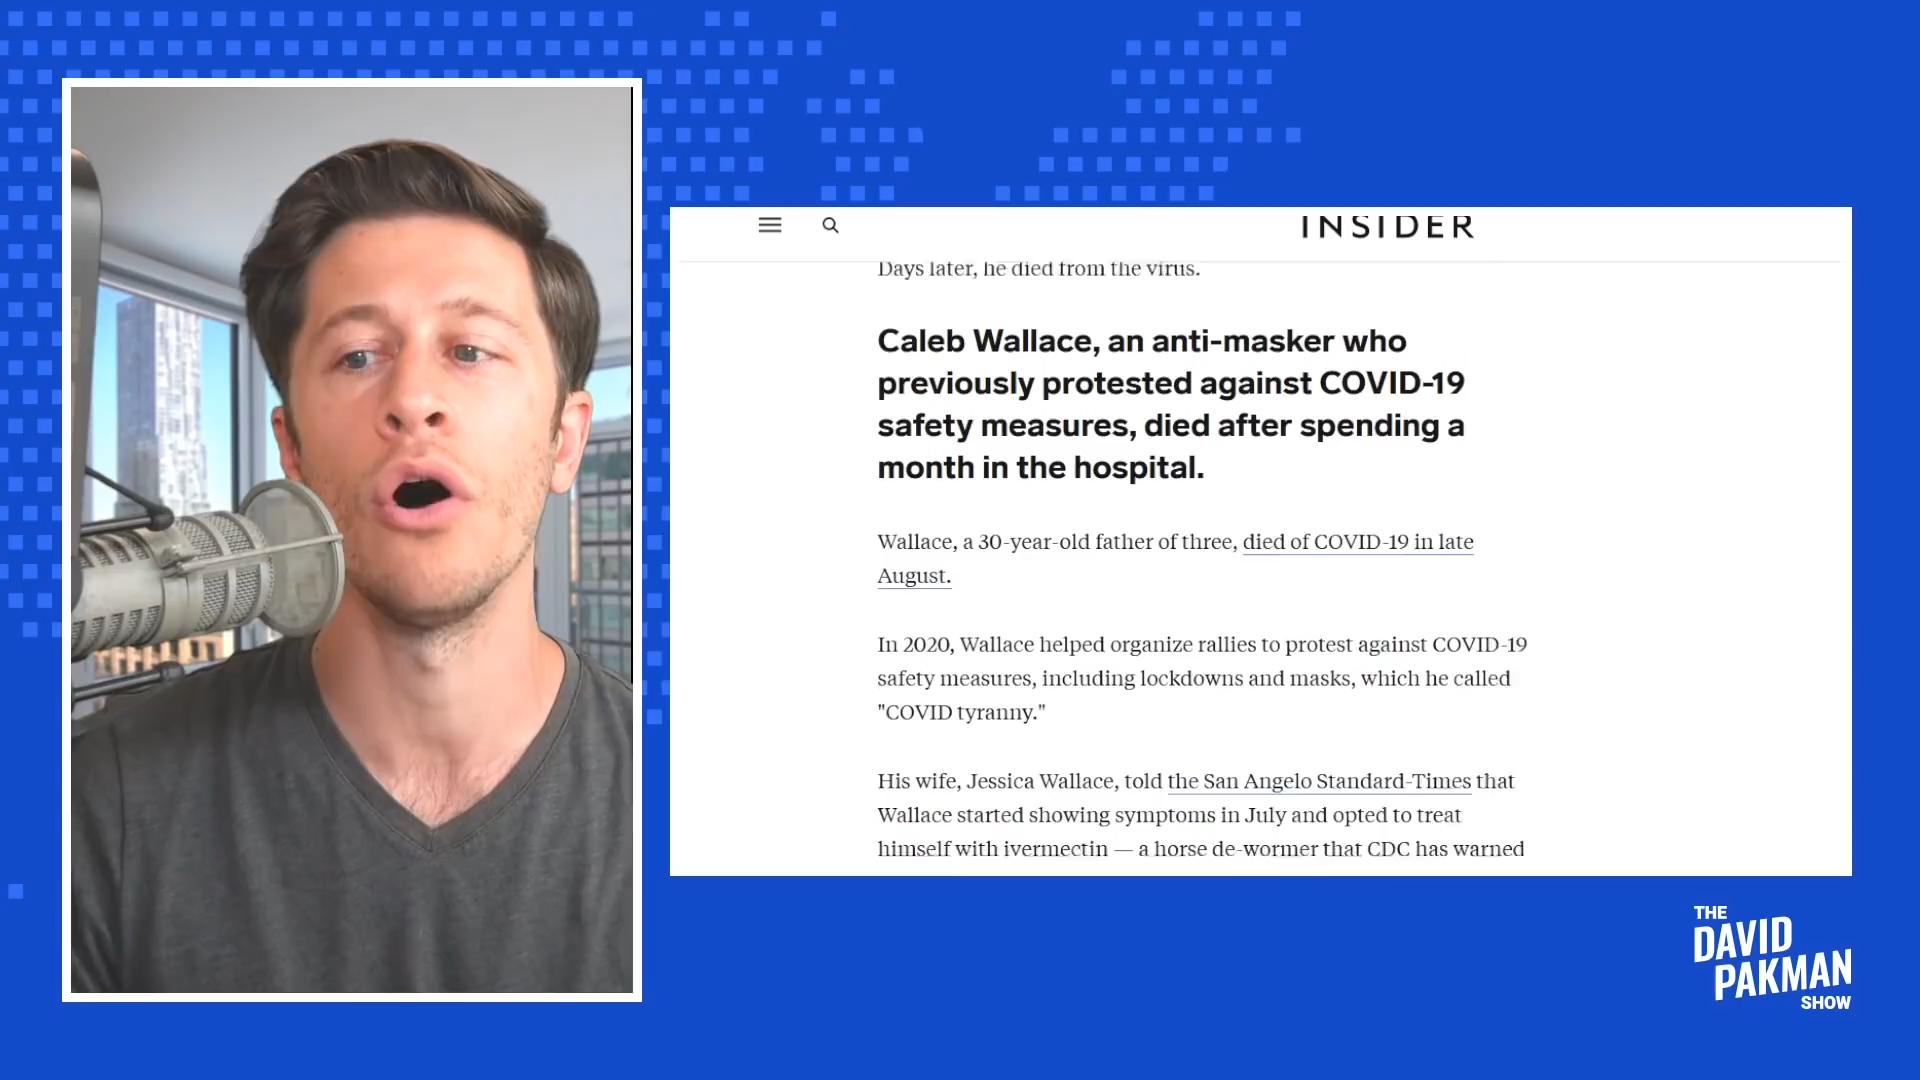 INSIDER
Days later, he died from the virus.
Caleb Wallace, an anti-masker who
previously protested against COVID-19
safety measures, died after spending a
month in the hospital.
Wallace, a 30-year-old father of three, died of COVID-19 in late
August.
In 2020, Wallace helped organize rallies to protest against COVID-19
safety measures, including lockdowns and masks, which he called
"COVID tyranny."
His wife, Jessica Wallace, told the San Angelo Standard-Times that
Wallace started showing symptoms in July and opted to treat
himself with ivermectin — a horse de-wormer that CDC has warned
THE
DAVID
PAKMAN
SHOW